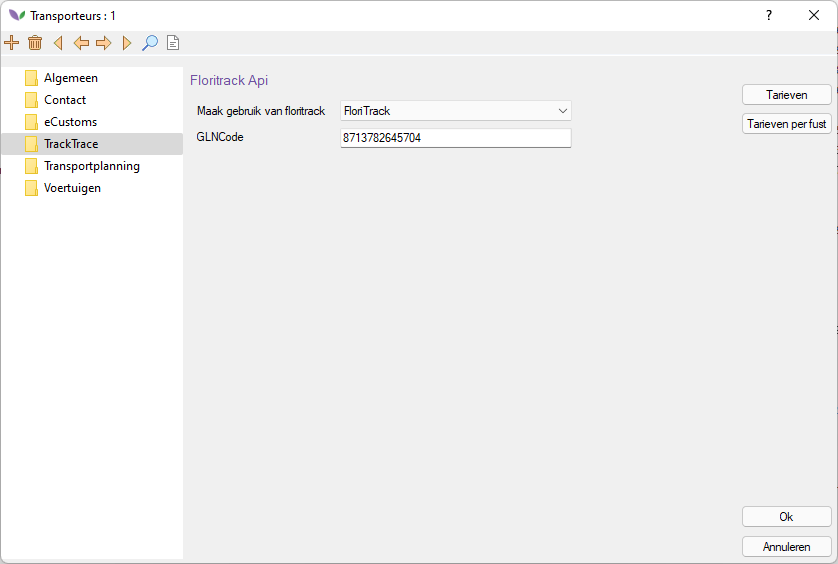 Transporteurs : 1
?
Algemeen
Contact
eCustoms
TrackTrace
Transportplanning
Voertuigen
Floritrack Api
Maak gebruik van floritrack
FloriTrack
GLNCode
8713782645704
Tarieven
Tarieven per fust
Ok
Annuleren